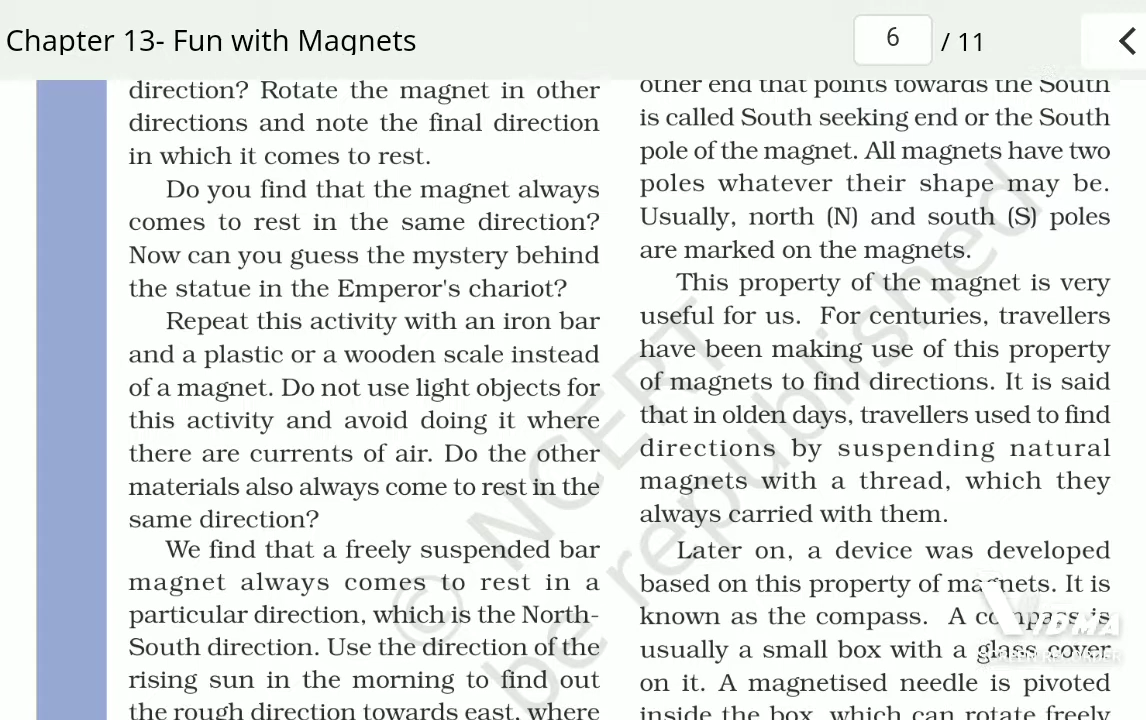 Chapter 13- Fun with Magnets
6 / 11
direction? Rotate the magnet in other
directions and note the final direction
in which it comes to rest.
Do you find that the magnet always
comes to rest in the same direction?
Now can you guess the mystery behind
the statue in the Emperor's chariot?
Repeat this activity with an iron bar
and a plastic or a wooden scale instead
of a magnet. Do not use light objects for
this activity and avoid doing it where
there are currents of air. Do the other
materials also always come to rest in the
same direction?
We find that a freely suspended bar
magnet always comes to rest in a
particular direction, which is the North-
South direction. Use the direction of the
rising sun in the morning to find out
the rough direction towards east, where
other end that points towards the South
is called South seeking end or the South
pole of the magnet. All magnets have two
poles whatever their shape may be.
Usually, north (N) and south (S) poles
are marked on the magnets.
This property of the magnet is very
useful for us. For centuries, travellers
have been making use of this property
of magnets to find directions. It is said
that in olden days, travellers used to find
directions by suspending natural
magnets with a thread, which they
always carried with them.
Later on, a device was developed
based on this property of magnets. It is
known as the compass. A compass is
usually a small box with a glass cover
on it. A magnetised needle is pivoted
inside the box, which can rotate freely
© NCERT
be republished
VIDMA
SCREEN RECORDER